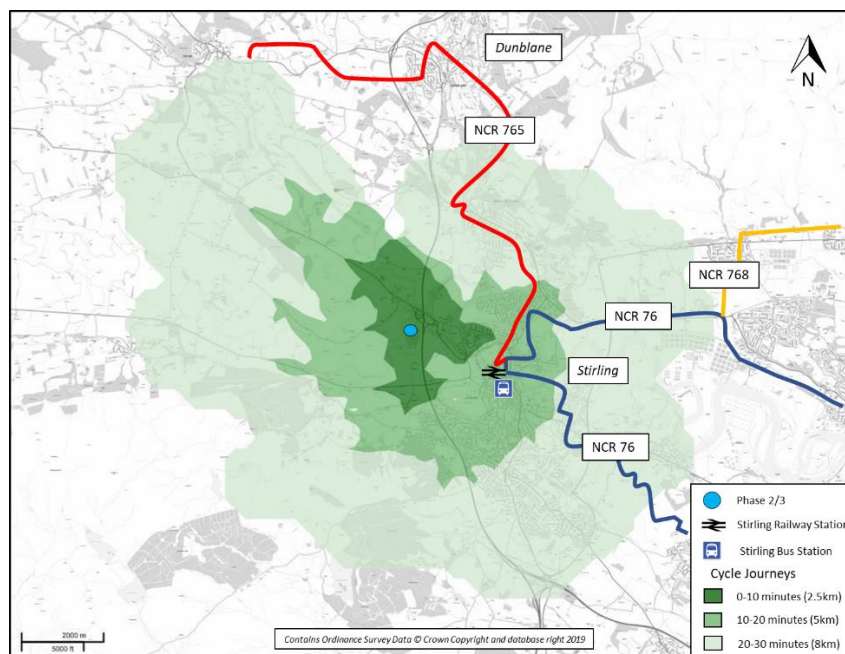 Dunblane
N
NCR 765
NCR 768
NCR 76
Stirling
NCR 76
Phase 2/3
Stirling Railway Station
Stirling Bus Station
Cycle Journeys
0-10 minutes (2.5km)
10-20 minutes (5km)
20-30 minutes (8km)
2000 m
5000 ft
Contains Ordinance Survey Data © Crown Copyright and database right 2019